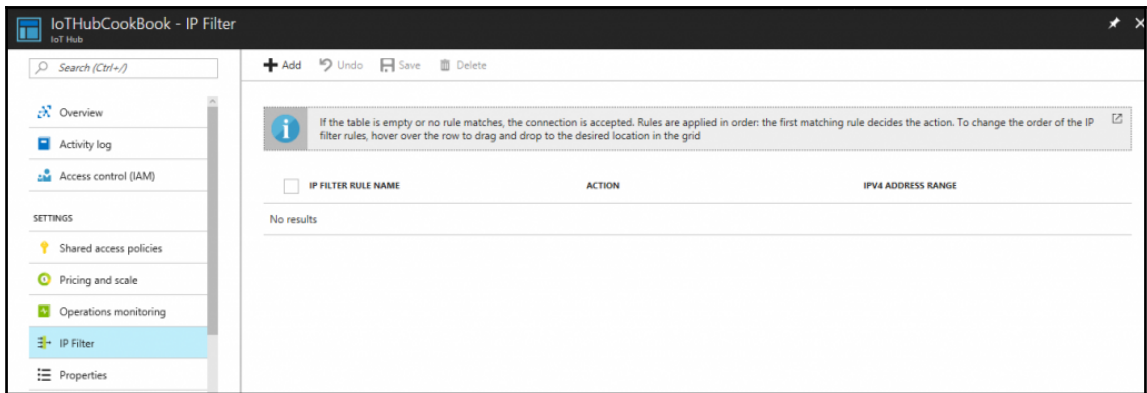 IoTHubCookBook - IP Filter
IoT Hub
Search (Ctrl+/)
Overview
Activity log
Access control (IAM)
SETTINGS
Shared access policies
Pricing and scale
Operations monitoring
IP Filter
Properties
Add Undo Save Delete
If the table is empty or no rule matches, the connection is accepted. Rules are applied in order: the first matching rule decides the action. To change the order of the IP
filter rules, hover over the row to drag and drop to the desired location in the grid
IP FILTER RULE NAME ACTION IPV4 ADDRESS RANGE
No results